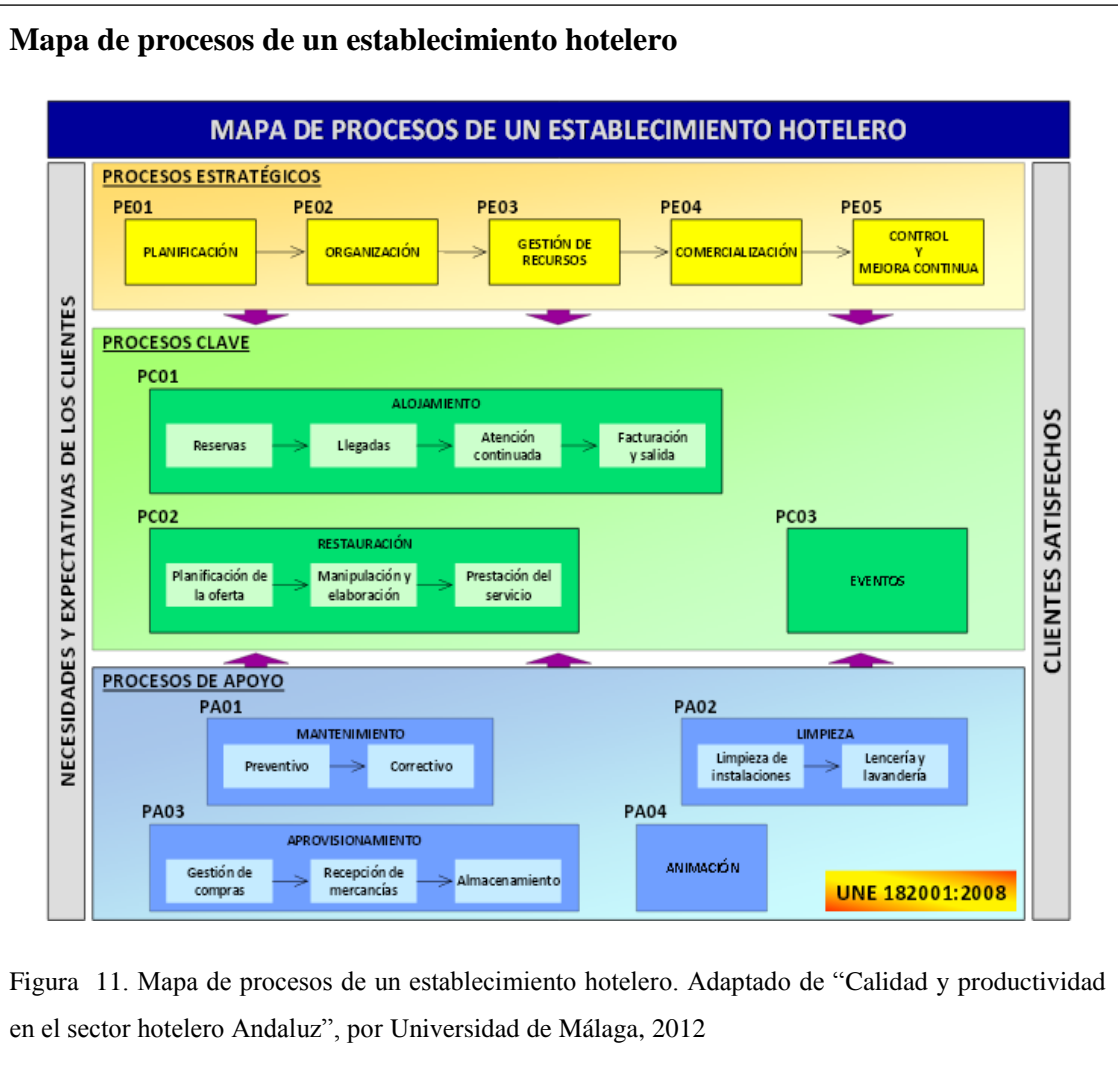 Mapa de procesos de un establecimiento hotelero
MAPA DE PROCESOS DE UN ESTABLECIMIENTO HOTELERO
NECESIDADES Y EXPECTATIVAS DE LOS CLIENTES
PROCESOS ESTRATÉGICOS
PE01
PE02
PE03
PE04
PE05
PLANIFICACIÓN
ORGANIZACIÓN
GESTIÓN DE
RECURSOS
COMERCIALIZACIÓN
CONTROL
Y
MEJORA CONTINUA
PROCESOS CLAVE
PC01
ALOJAMIENTO
Reservas
Llegadas
Atención
continuada
Facturación
y salida
PC02
RESTAURACIÓN
Planificación de
la oferta
Manipulación y
elaboración
Prestación del
servicio
PC03
EVENTOS
PROCESOS DE APOYO
PA01
MANTENIMIENTO
Preventivo
Correctivo
PA02
LIMPIEZA
Limpieza de
instalaciones
Lencería y
lavandería
PA03
APROVISIONAMIENTO
Gestión de
compras
Recepción de
mercancías
Almacenamiento
PA04
ANIMACIÓN
UNE 182001:2008
CLIENTES SATISFECHOS
Figura 11. Mapa de procesos de un establecimiento hotelero. Adaptado de “Calidad y productividad
en el sector hotelero Andaluz”, por Universidad de Málaga, 2012